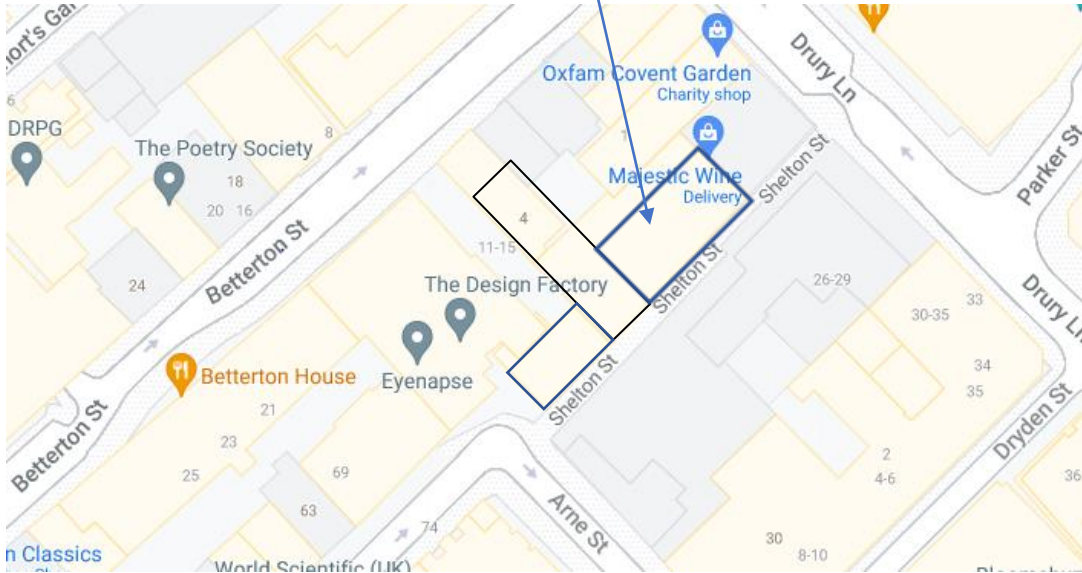 hort's Gar
6
DRPG
The Poetry Society
8
18
20
16
24
Betterton St
Oxfam Covent Garden
Charity shop
1
Majestic Wine
Delivery
Drury Ln
Shelton St
Parker St
4
11-15
The Design Factory
Shelton St
26-29
33
30-35
Drury Ln
34
35
Eyenapse
Betterton House
Shelton St
21
23
25
69
63
Betterton St
Dryden St
2
4-6
36
74
Arne St
30
8-10
n Classics
World Scientific (UK)